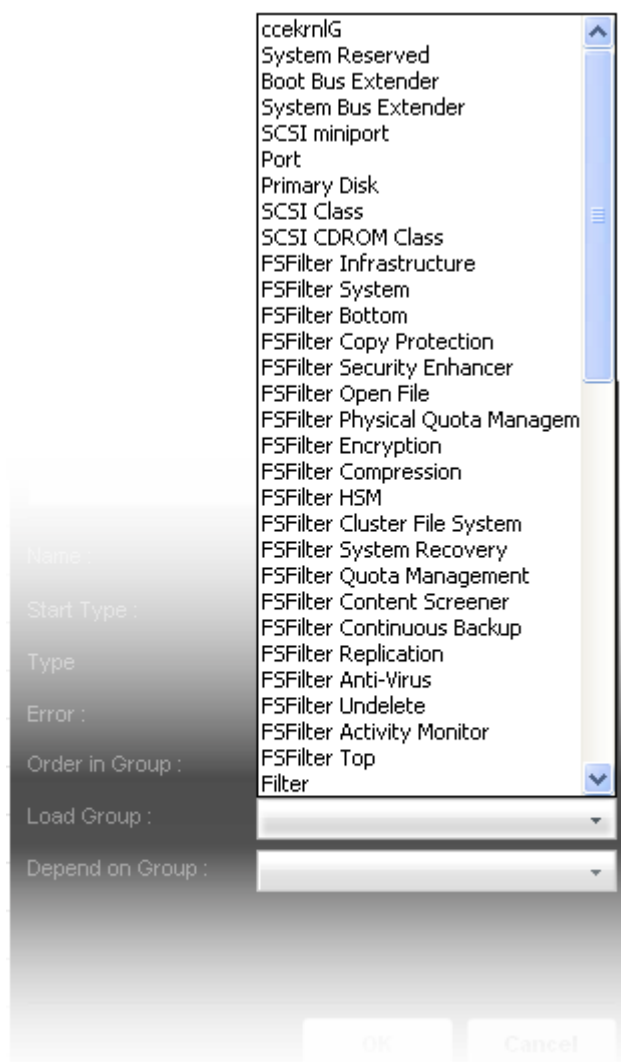 ccekrnlG
System Reserved
Boot Bus Extender
System Bus Extender
SCSI miniport
Port
Primary Disk
SCSI Class
SCSI CDROM Class
FSFilter Infrastructure
FSFilter System
FSFilter Bottom
FSFilter Copy Protection
FSFilter Security Enhancer
FSFilter Open File
FSFilter Physical Quota Managem
FSFilter Encryption
FSFilter Compression
FSFilter HSM
FSFilter Cluster File System
FSFilter System Recovery
FSFilter Quota Management
FSFilter Content Screener
FSFilter Continuous Backup
FSFilter Replication
FSFilter Anti-Virus
FSFilter Undelete
FSFilter Activity Monitor
FSFilter Top
Filter
Name :
Start Type :
Type
Error :
Order in Group :
Load Group :
Depend on Group :
OK
Cancel